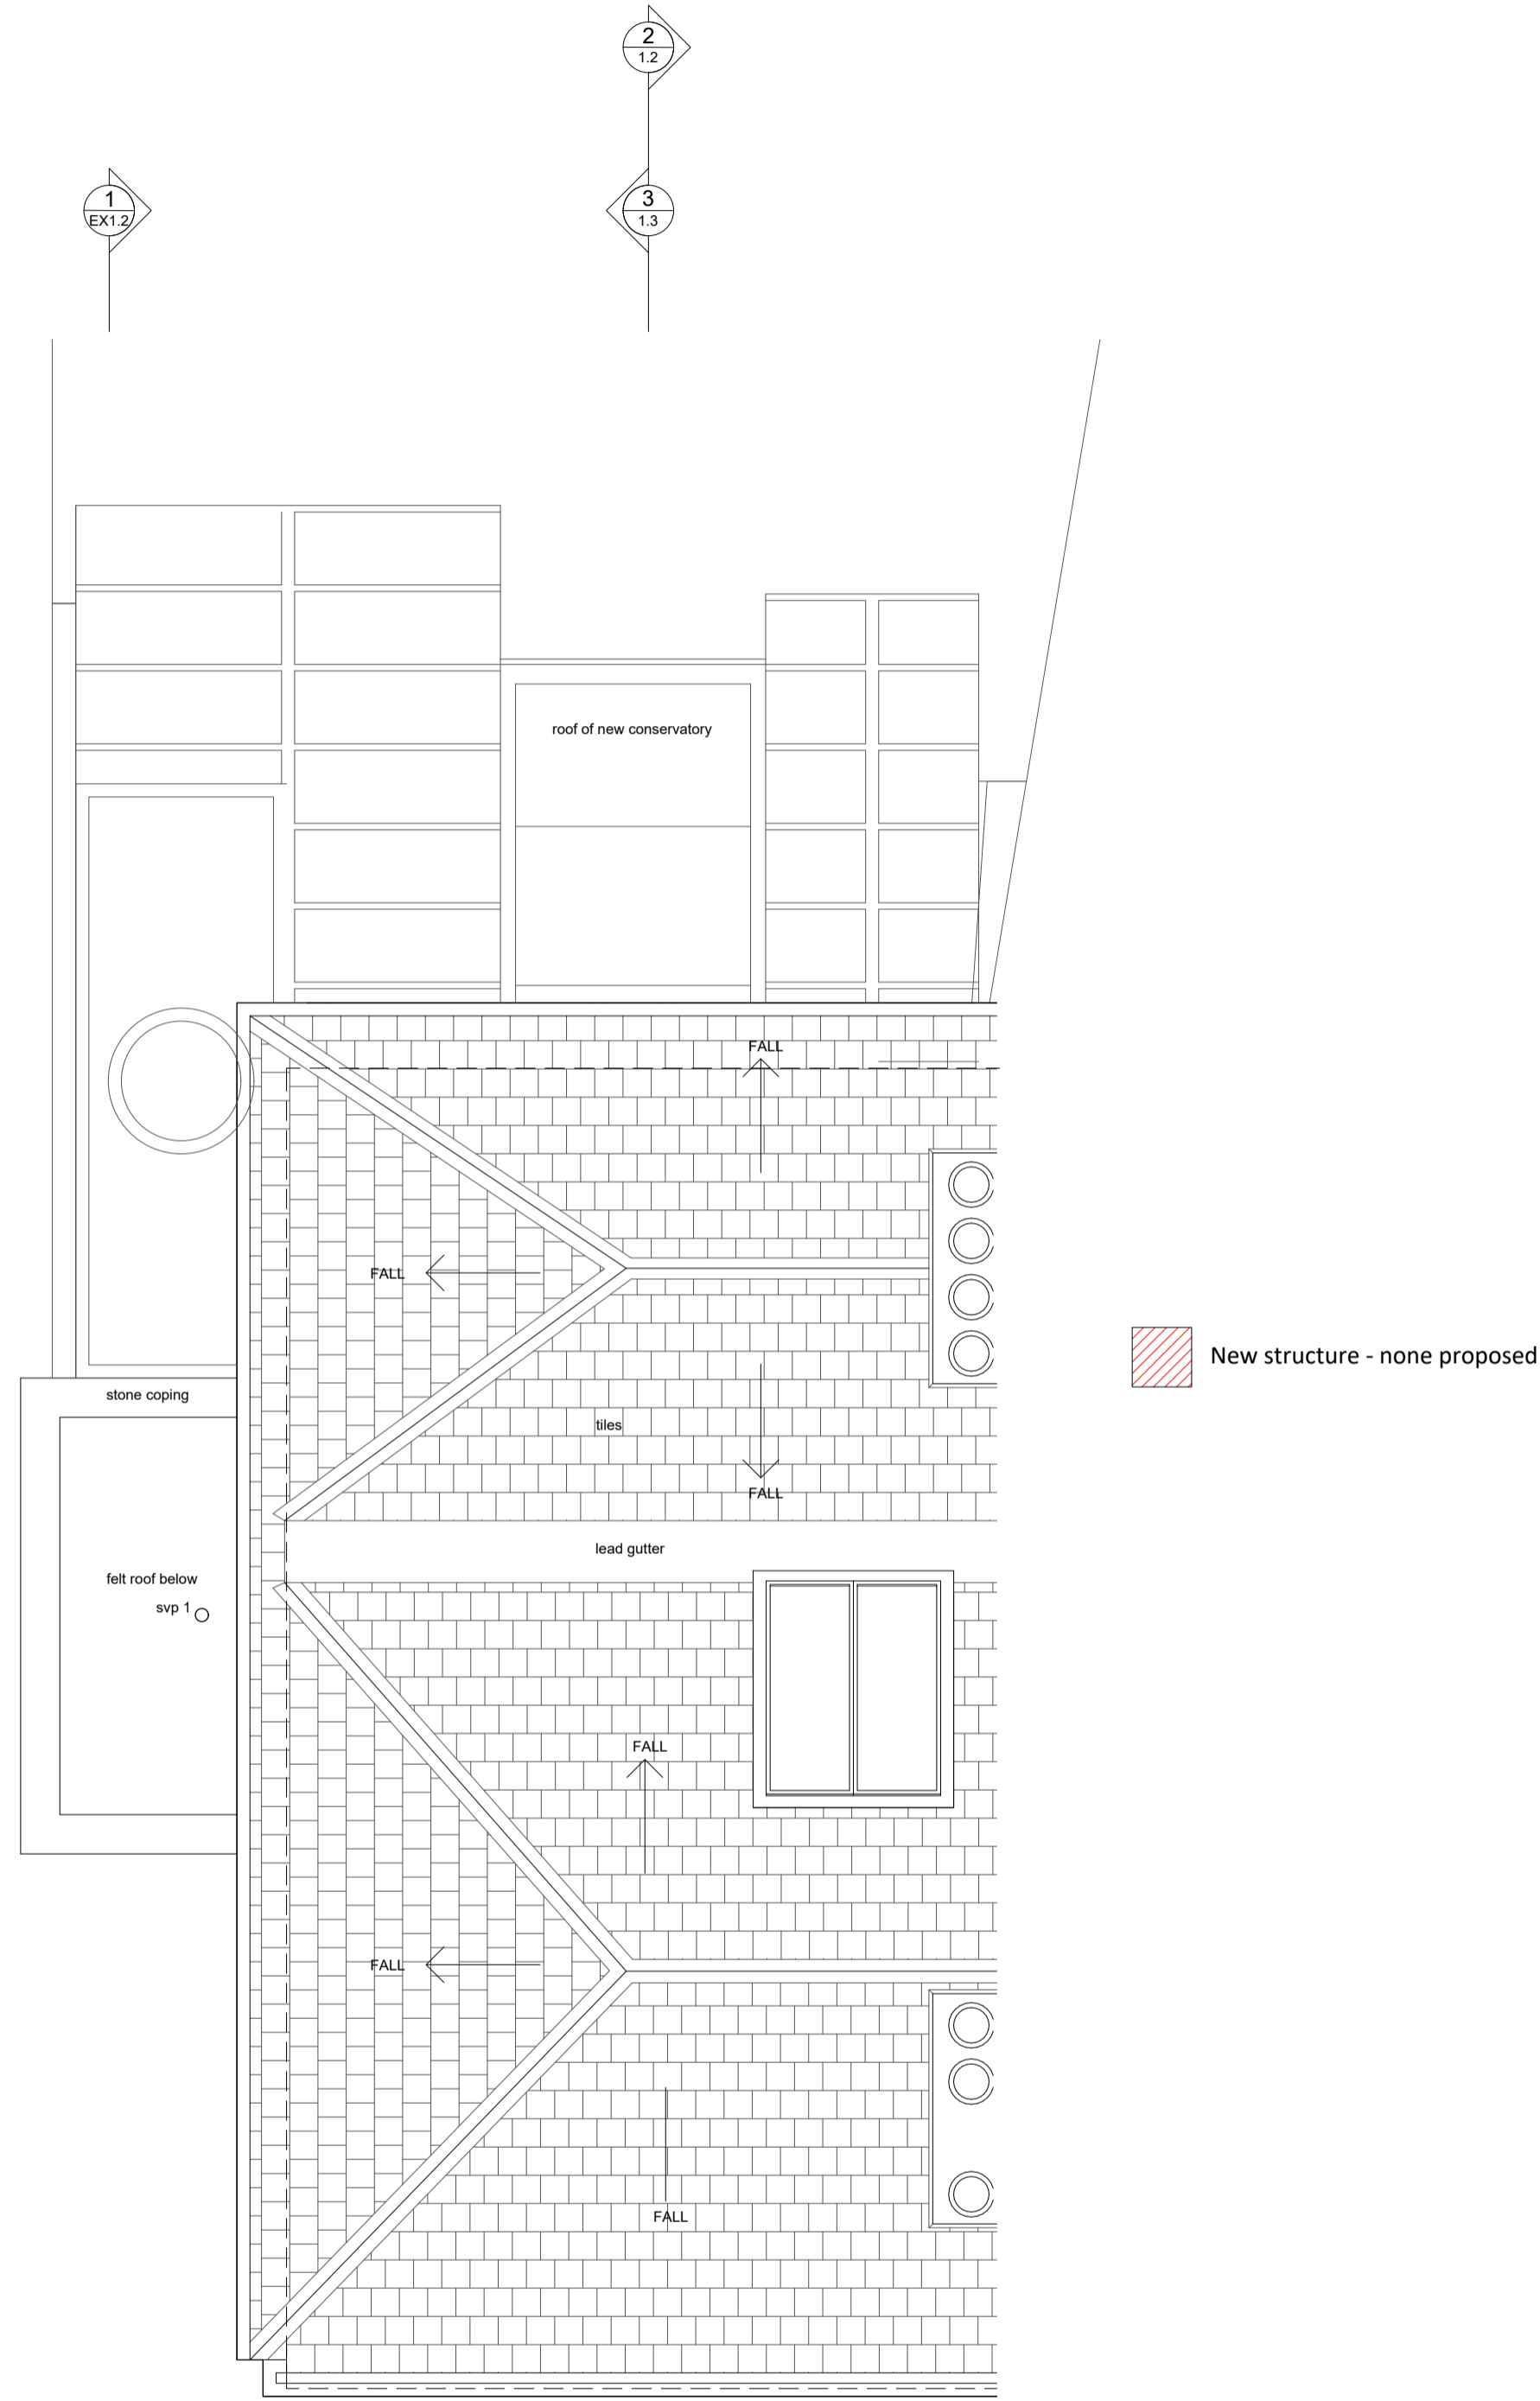 2
1.2
1
EX1.2
3
1.3
roof of new conservatory
FALL
FALL
New structure - none proposed
stone coping
tiles
FALL
lead gutter
felt roof below
svp 1
FALL
FALL
FALL